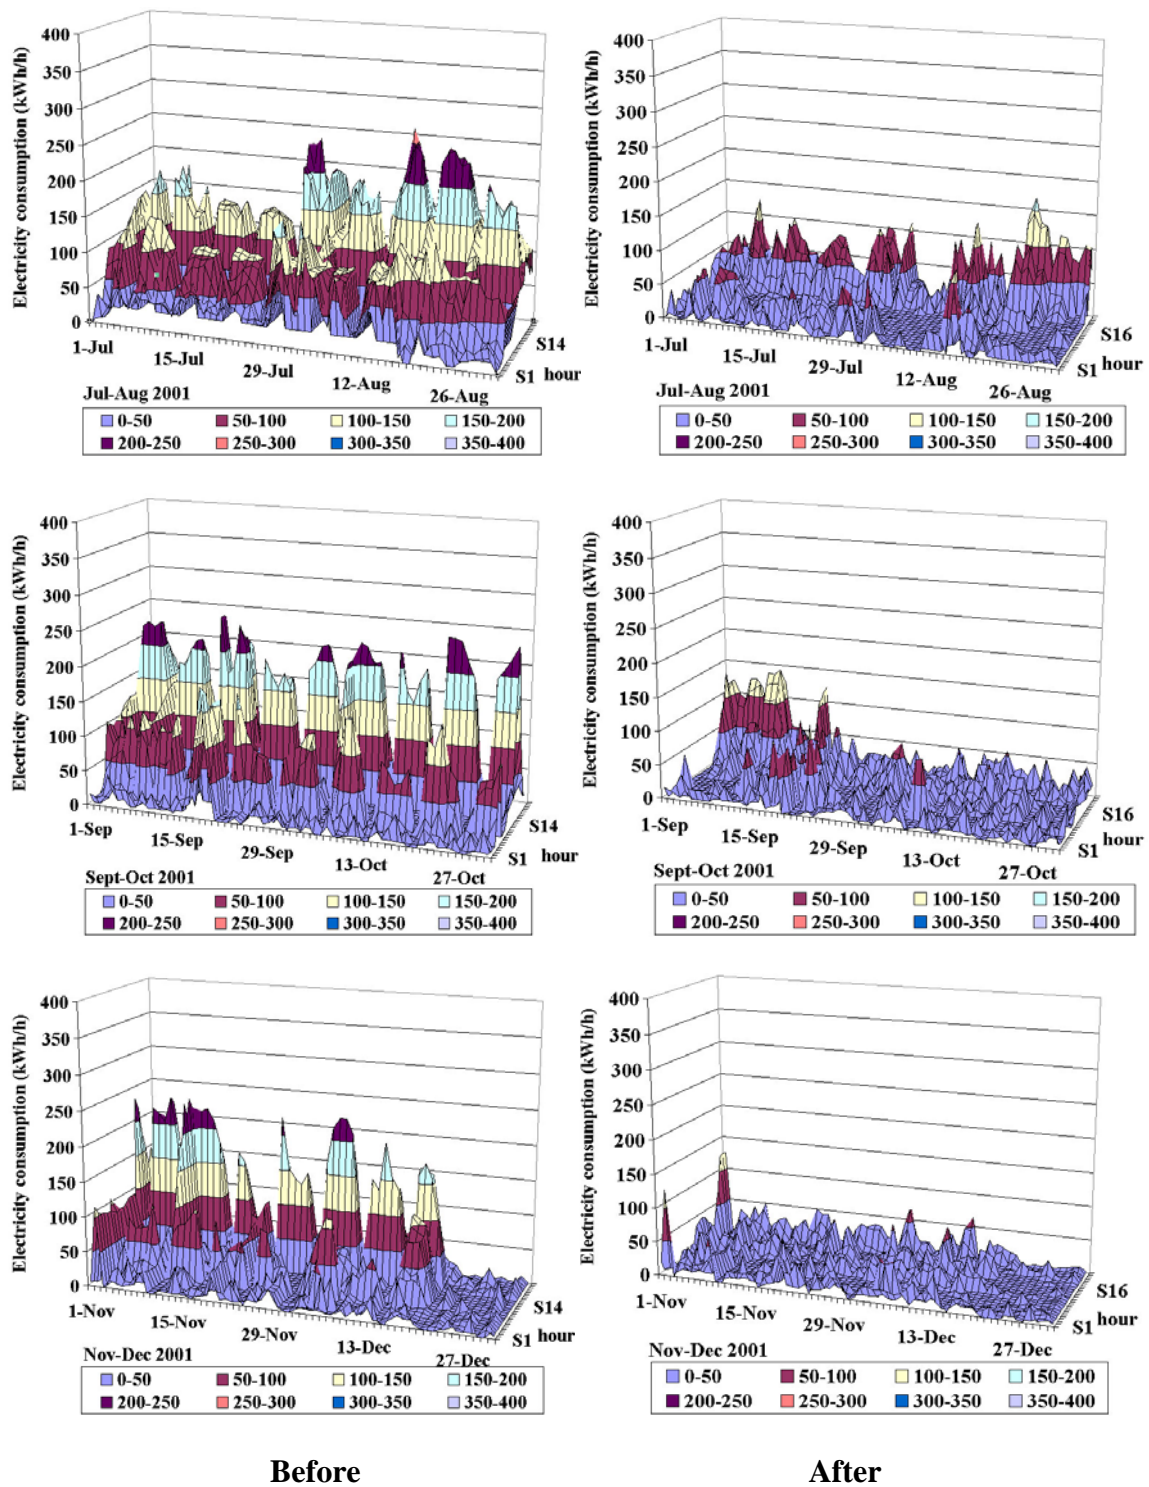 Electricity consumption (kWh/h)
400
350
300
250
200
150
100
50
0
1-Jul
15-Jul
29-Jul
12-Aug
26-Aug
S1
S14
hour
Jul-Aug 2001
0-50 50-100 100-150 150-200
200-250 250-300 300-350 350-400
Electricity consumption (kWh/h)
400
350
300
250
200
150
100
50
0
1-Jul
15-Jul
29-Jul
12-Aug
26-Aug
S1
S16
hour
Jul-Aug 2001
0-50 50-100 100-150 150-200
200-250 250-300 300-350 350-400
Electricity consumption (kWh/h)
400
350
300
250
200
150
100
50
0
1-Sep
15-Sep
29-Sep
13-Oct
27-Oct
S1
S14
hour
Sept-Oct 2001
0-50 50-100 100-150 150-200
200-250 250-300 300-350 350-400
Electricity consumption (kWh/h)
400
350
300
250
200
150
100
50
0
1-Sep
15-Sep
29-Sep
13-Oct
27-Oct
S1
S16
hour
Sept-Oct 2001
0-50 50-100 100-150 150-200
200-250 250-300 300-350 350-400
Electricity consumption (kWh/h)
400
350
300
250
200
150
100
50
0
1-Nov
15-Nov
29-Nov
13-Dec
27-Dec
S1
S14
hour
Nov-Dec 2001
0-50 50-100 100-150 150-200
200-250 250-300 300-350 350-400
Electricity consumption (kWh/h)
400
350
300
250
200
150
100
50
0
1-Nov
15-Nov
29-Nov
13-Dec
27-Dec
S1
S16
hour
Nov-Dec 2001
0-50 50-100 100-150 150-200
200-250 250-300 300-350 350-400
Before
After